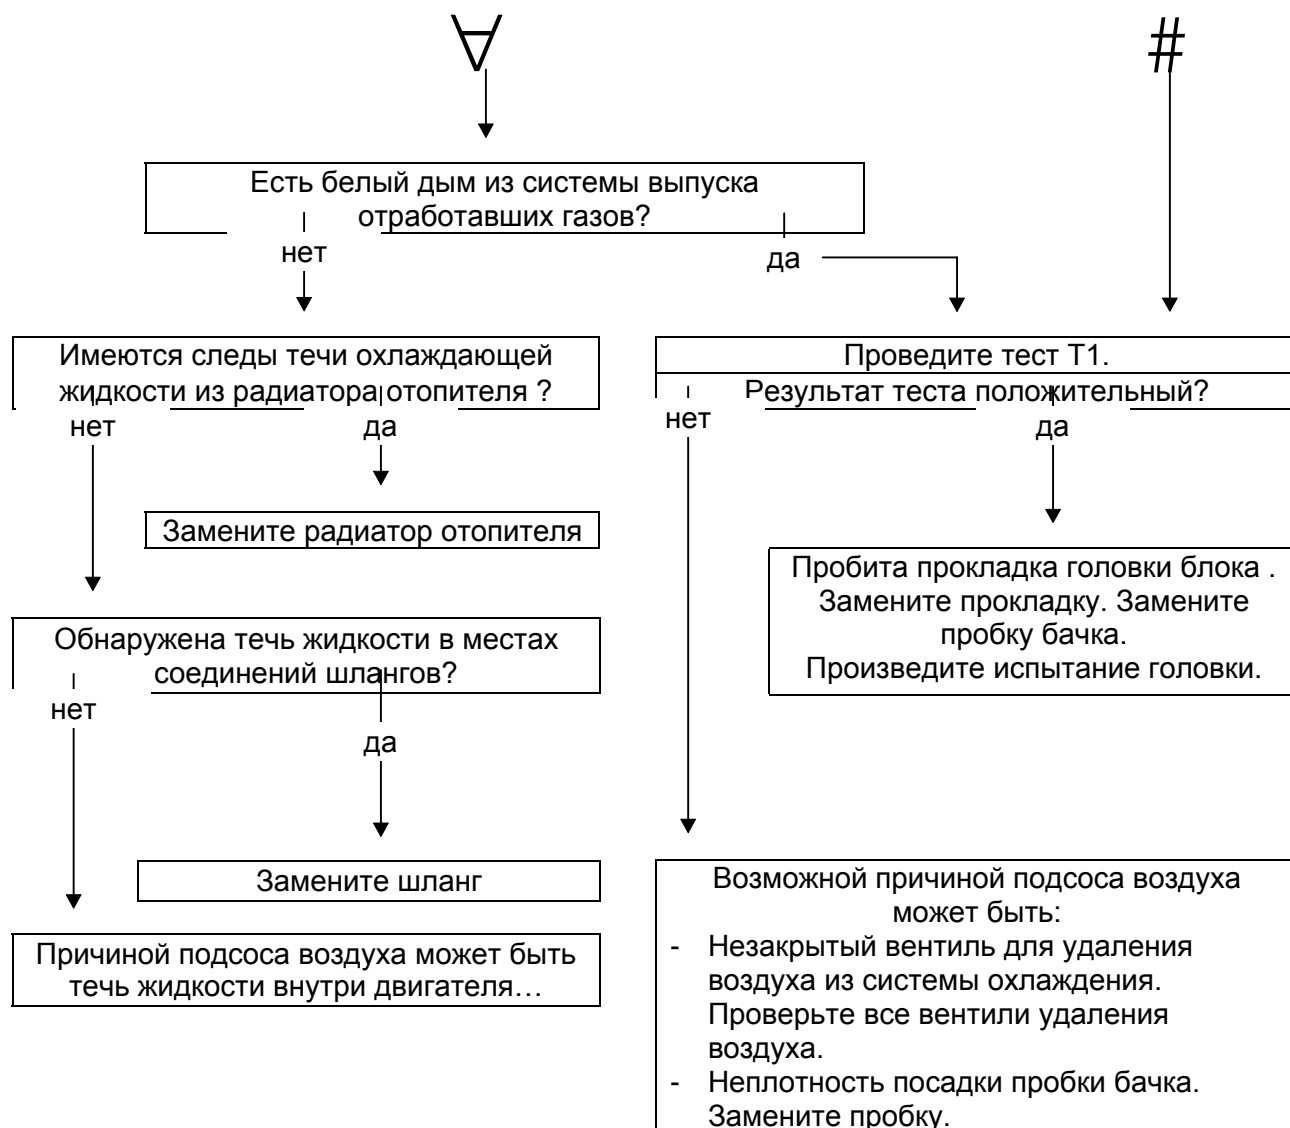 ∀
#
Есть белый дым из системы выпуска
отработавших газов?
нет
да
Имеются следы течи охлаждающей
жидкости из радиатора отопителя ?
нет
да
Замените радиатор отопителя
Обнаружена течь жидкости в местах
соединений шлангов?
нет
да
Замените шланг
Причиной подсоса воздуха может быть
течь жидкости внутри двигателя…
Проведите тест Т1.
Результат теста положительный?
нет
да
Пробита прокладка головки блока .
Замените прокладку. Замените
пробку бачка.
Произведите испытание головки.
Возможной причиной подсоса воздуха
может быть:
- Незакрытый вентиль для удаления
воздуха из системы охлаждения.
Проверьте все вентили удаления
воздуха.
- Неплотность посадки пробки бачка.
Замените пробку.